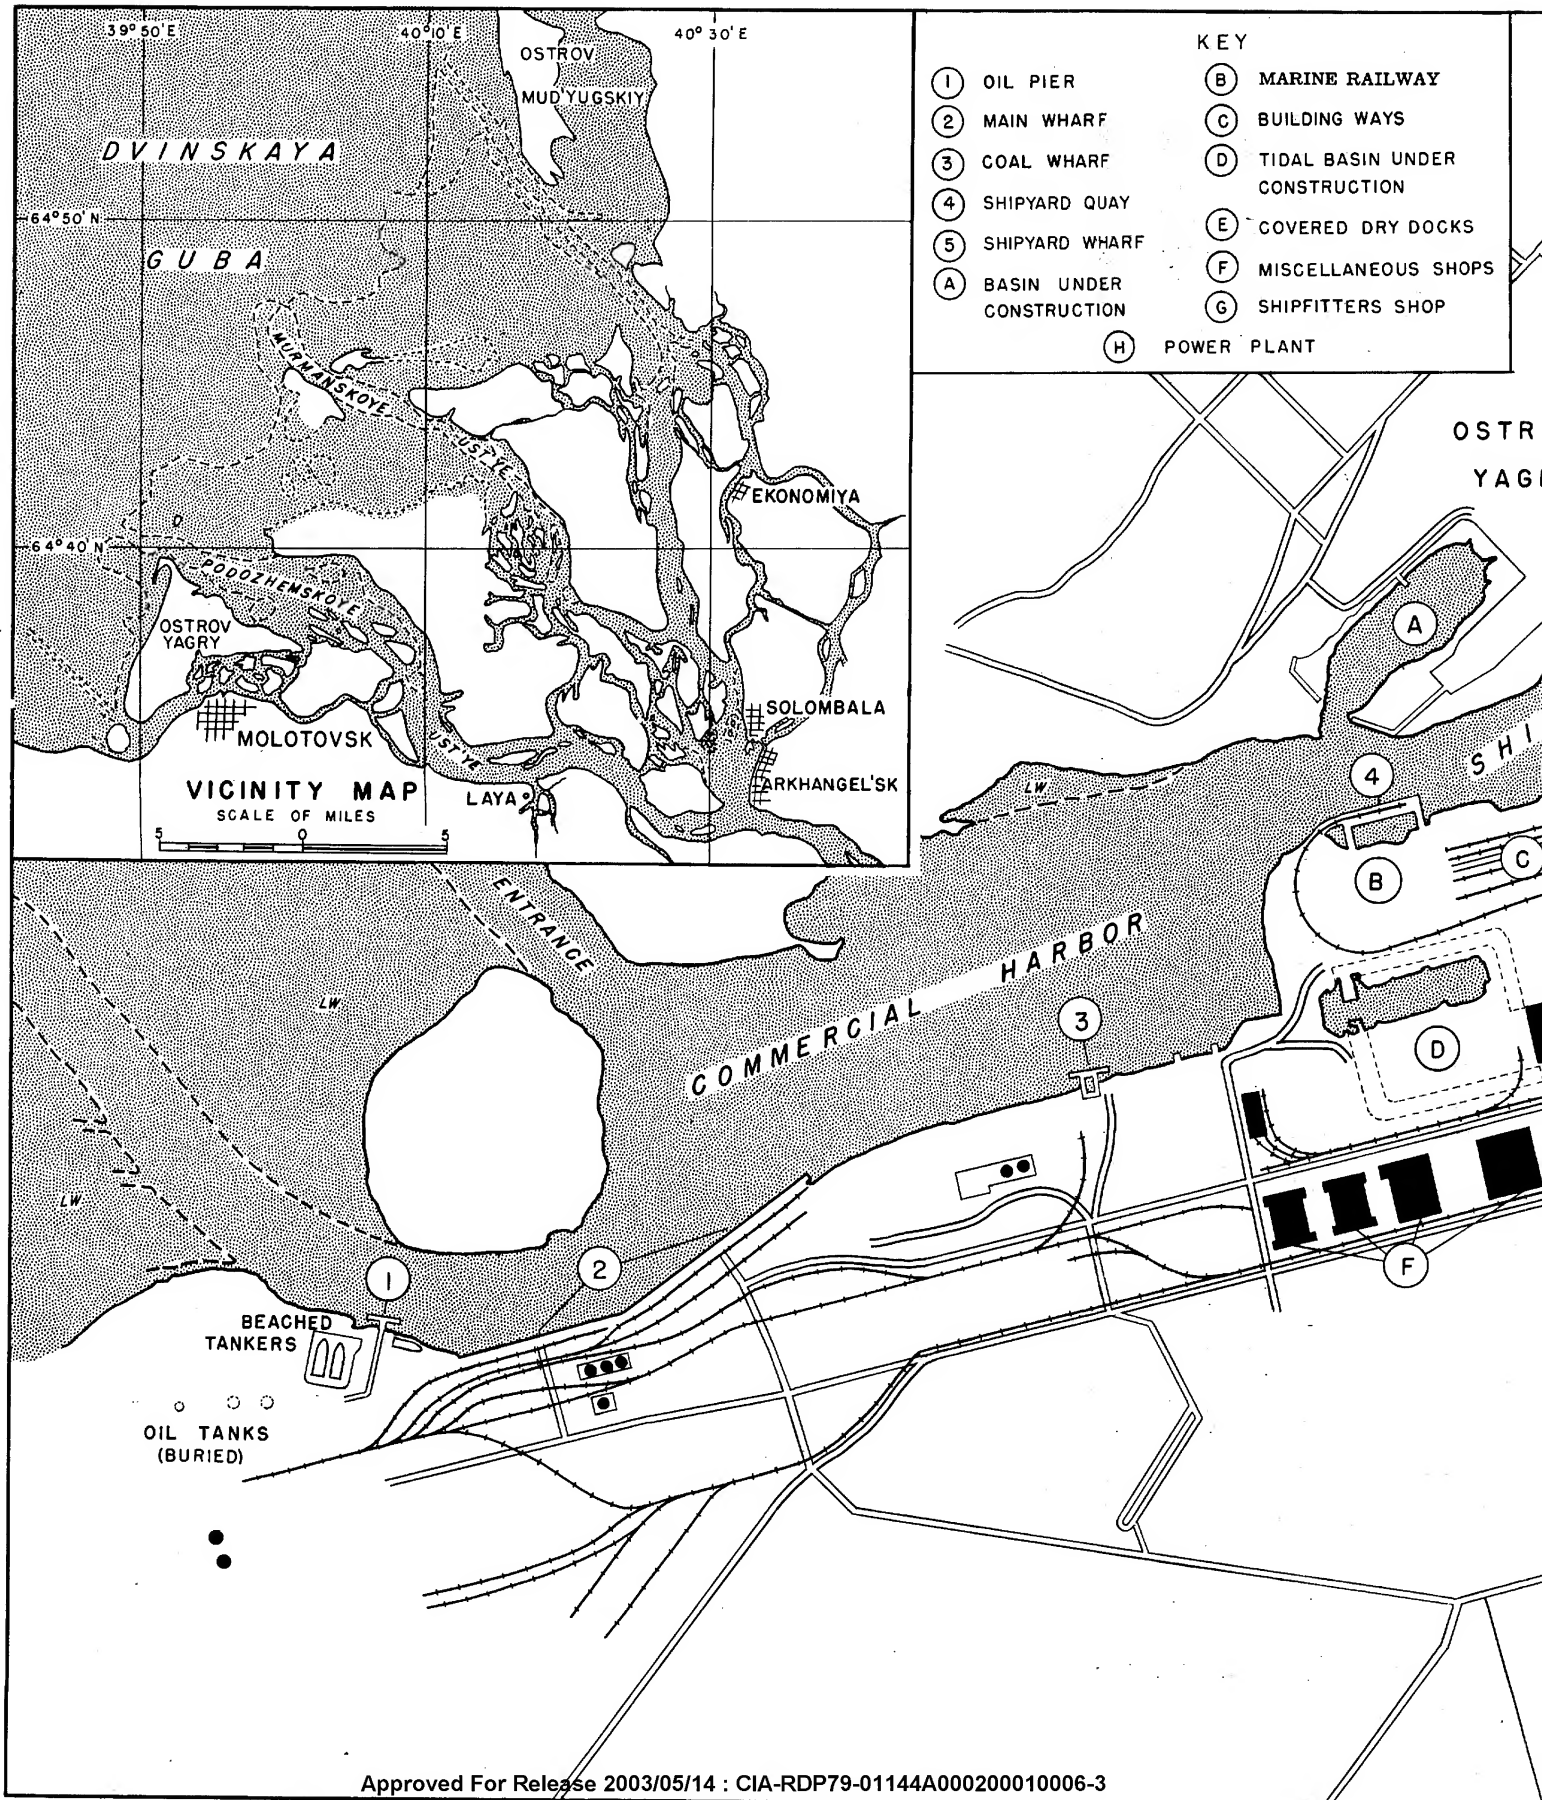 39°50'E
40°10'E
40°30'E
OSTROV
MUD'YUGSKIY
DVINSKAYA
64°50'N
GUBA
MURMANSKOYE
UST'YE
EKONOMIYA
D
64°40'N
PODOZHEMSKOYE
OSTROV
YAGRY
UST'YE
MOLOTOVSK
SOLOMBALA
ARKHANGEL'SK
LAYA
VICINITY MAP
SCALE OF MILES
5 0 5
KEY
1 OIL PIER
2 MAIN WHARF
3 COAL WHARF
4 SHIPYARD QUAY
5 SHIPYARD WHARF
A BASIN UNDER
CONSTRUCTION
B MARINE RAILWAY
C BUILDING WAYS
D TIDAL BASIN UNDER
CONSTRUCTION
E COVERED DRY DOCKS
F MISCELLANEOUS SHOPS
G SHIPFITTERS SHOP
H POWER PLANT
OSTR
YAG
A
SHI
LW
4
B
C
ENTRANCE
COMMERCIAL HARBOR
LW
3
D
LW
1
2
F
BEACHED
TANKERS
OIL TANKS
(BURIED)
Approved For Release 2003/05/14 : CIA-RDP79-01144A000200010006-3